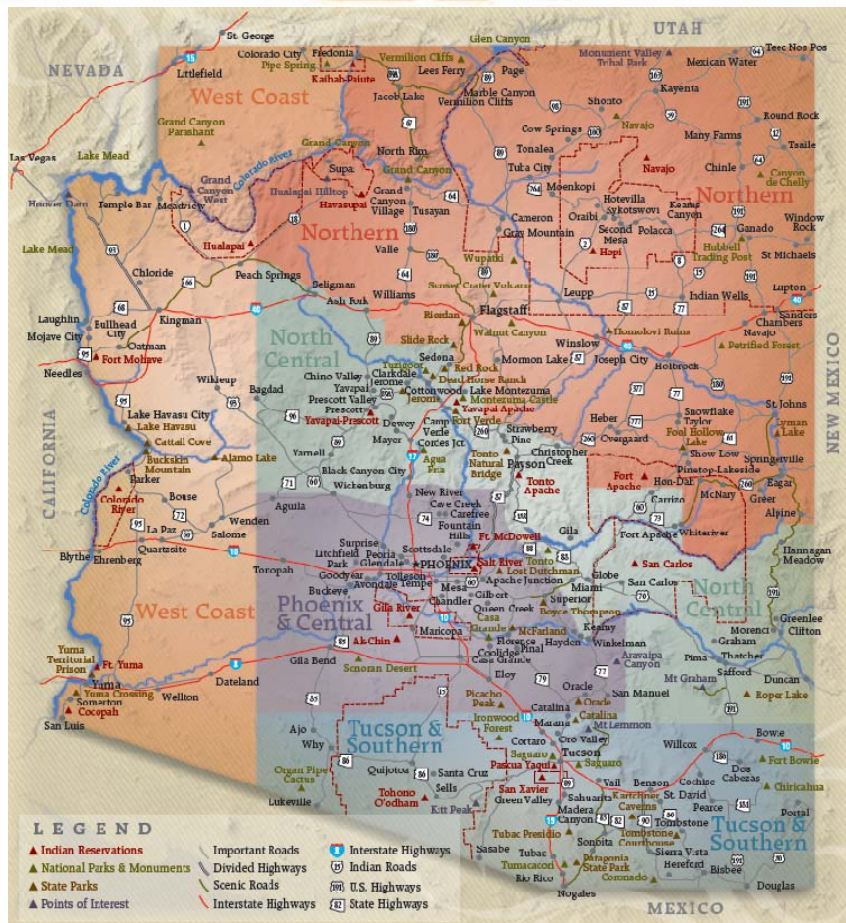 UTAH
NEVADA
St. George
Colorado City
Fredonia
Pipe Spring
Kaibab-Paiute
Littlefield
West Coast
Grand Canyon
Parashant
Vermilion Cliffs
Lees Ferry
Jacob Lake
Glen Canyon
Page
Marble Canyon
Vermilion Cliffs
Monument Valley
Tribal Park
Mexican Water
Teec Nos Pos
Kayenta
Shonto
Navajo
Round Rock
Cow Springs
Tonalea
Tuba City
Many Farms
Tsaile
Chinle
Canyon
de Chelly
Navajo
Las Vegas
Lake Mead
Grand
Canyon
West
Colorado River
Grand Canyon
North Rim
Supai
Hualapai Hilltop
Havasupai
Grand Canyon
Grand
Canyon
Village
Tusayan
Hoover Dam
Temple Bar
Meadview
Hualapai
Northern
Valle
Moenkopi
Hotevilla
Oraibi
Sykotswovi
Second
Mesa
Polacca
Keams
Canyon
Hopi
Cameron
Gray Mountain
Northern
Ganado
Hubbell
Trading Post
Window
Rock
St Michaels
Lake Mead
Chloride
Peach Springs
Seligman
Ash Fork
Williams
Wupatki
Sunset Crater Volcano
Leupp
Indian Wells
Lupton
Sanders
Chambers
Navajo
Petrified Forest
Laughlin
Bullhead
City
Mojave City
Oatman
Kingman
Fort Mohave
Needles
North
Central
Riordan
Flagstaff
Walnut Canyon
Winslow
Homolovi Ruins
Joseph City
Holbrook
Slide Rock
Sedona
Red Rock
Mormon Lake
Tuzigoot
Dead Horse Ranch
Chino Valley
Clarkdale
Jerome
Yavapai
Cottonwood
Jerome
Prescott Valley
Prescott
Yavapai-Prescott
Dewey
Mayer
Lake Montezuma
Montezuma Castle
Yavapai Apache
Fort Verde
Camp
Verde
Cordes Jct
Agua
Fria
Wikieup
Bagdad
Lake Havasu City
Lake Havasu
Cattail Cove
Buckskin
Mountain
Alamo Lake
Yarnell
Black Canyon City
Strawberry
Pine
Tonto
Natural
Bridge
Payson
Christopher
Creek
Tonto
Apache
Heber
Overgaard
Snowflake
Taylor
Fool Hollow
Lake
Show Low
Pinetop-Lakeside
Hon-Dah
McNary
St. Johns
Lyman
Lake
Springerville
Eagar
Greer
Alpine
NEW MEXICO
CALIFORNIA
Colorado River
Parker
Colorado
River
Bouse
La Paz
Quartzsite
Ehrenberg
Blythe
Wenden
Salome
Aguila
Wickenburg
New River
Cave Creek
Carefree
Fountain
Hills
Ft. McDowell
Surprise
Litchfield
Park
Peoria
Glendale
Scottsdale
PHOENIX
Salt River
Goodyear
Tolleson
Avondale
Tempe
Mesa
Buckeye
Tonopah
Chandler
Gilbert
Queen Creek
Apache Junction
Lost Dutchman
Tonto
Gila
Fort Apache
Carrizo
Fort Apache
Whiteriver
Hannagan
Meadow
San Carlos
San Carlos
Globe
Miami
Superior
Boyce Thompson
North
Central
West Coast
Phoenix
& Central
Gila River
Ak-Chin
Maricopa
Casa
Grande
McFarland
Florence
Coolidge
Pinal
Casa Grande
Kearny
Hayden
Winkelman
Aravaipa
Canyon
Morenci
Greenlee
Clifton
Graham
Thatcher
Pima
Safford
Duncan
Roper Lake
Mt Graham
Yuma
Territorial
Prison
Ft. Yuma
Yuma
Yuma Crossing
Somerton
Cocopah
San Luis
Wellton
Dateland
Gila Bend
Sonoran Desert
Eloy
Picacho
Peak
Oracle
Oracle
San Manuel
Catalina
Catalina
Marana
Mt Lemmon
Ironwood
Forest
Oro Valley
Cortaro
Saguaro
Tucson
Saguaro
Pascua Yaqui
San Xavier
Green Valley
Sahuarita
Vail
Benson
Ajo
Why
Organ Pipe
Cactus
Lukeville
Tucson &
Southern
Quijotoa
Santa Cruz
Sells
Tohono
O'odham
Kitt Peak
Bowie
Willcox
Fort Bowie
Dos
Cabezas
Cochise
Chiricahua
Kartchner
Caverns
St. David
Pearce
Portal
Madera
Canyon
Tubac Presidio
Tubac
Tumacacori
Rio Rico
Nogales
Sasabe
Sonoita
Patagonia
State Park
Coronado
Tombstone
Tombstone
Courthouse
Sierra Vista
Hereford
Bisbee
Douglas
Tucson &
Southern
MEXICO
LEGEND
Indian Reservations
National Parks & Monuments
State Parks
Points of Interest
Important Roads
Divided Highways
Scenic Roads
Interstate Highways
8 Interstate Highways
15 Indian Roads
191 U.S. Highways
82 State Highways